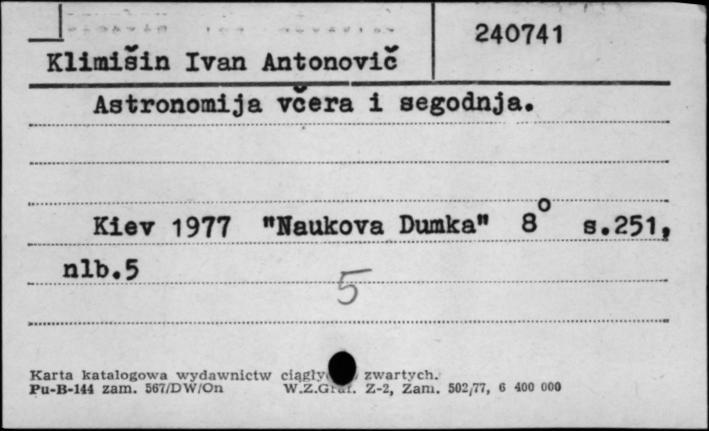 240741
Klimišin Ivan Antonovič
Astronomija včera i segodnja.
Kiev 1977 "Naukova Dumka" 8° s.251,
nlb.5
5
Karta katalogowa wydawnictw zwartych.
Pu-B-144 zam. 567/DW/On W.Z.Graf. Z-2, Zam. 502/77, 6 400 000